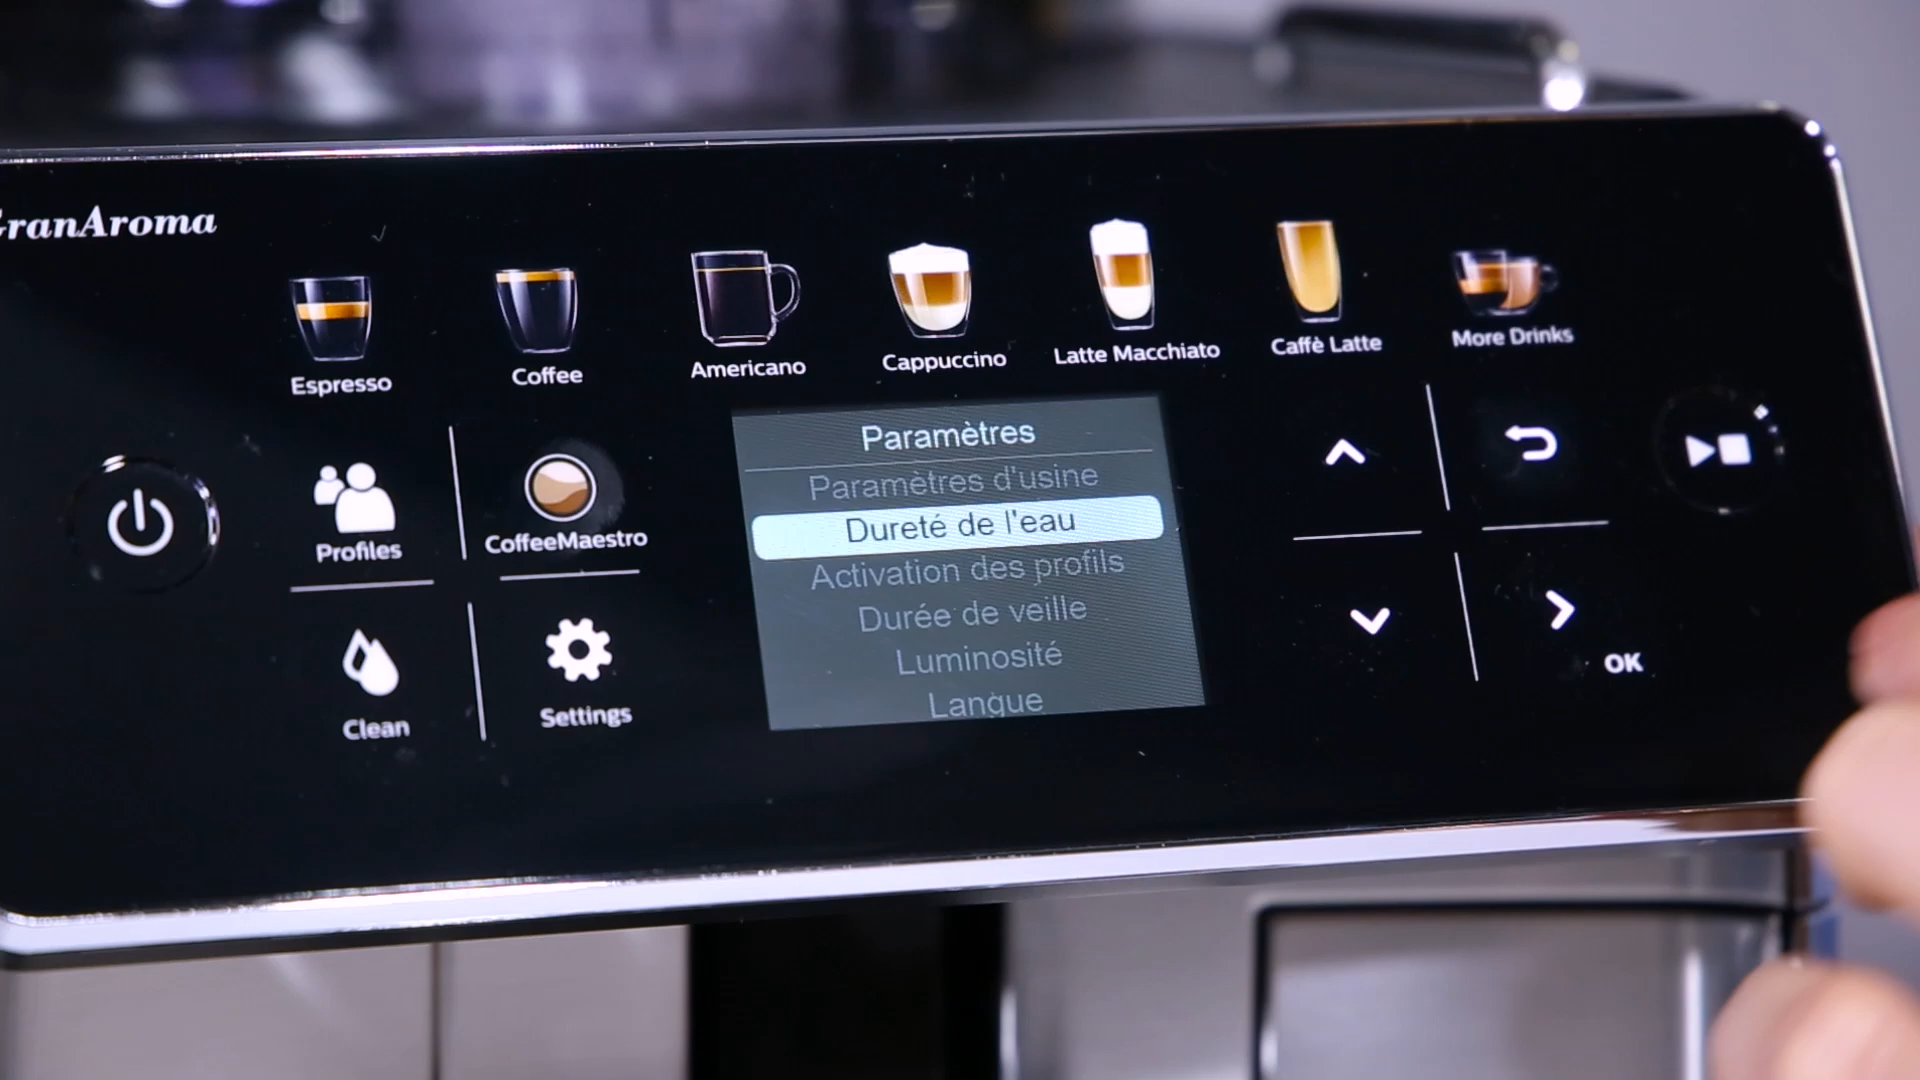 GranAroma
Espresso
Coffee
Americano
Cappuccino
Latte Macchiato
Caffè Latte
More Drinks
Profiles
CoffeeMaestro
Clean
Settings
Paramètres
Paramètres d'usine
Dureté de l'eau
Activation des profils
Durée de veille
Luminosité
Langue
OK